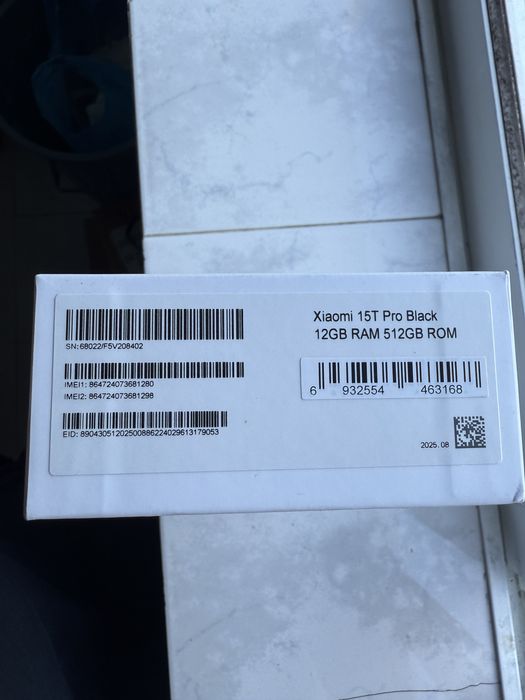 SN:68022/F5V208402
IMEI1: 864724073681280
IMEI2: 864724073681298
EID: 89043051202500886224029613179053
Xiaomi 15T Pro Black
12GB RAM 512GB ROM
6 932554 463168
2025.08